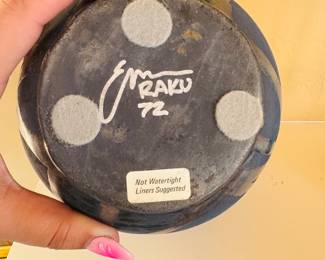 RAKU
72
Not Watertight
Liners Suggested